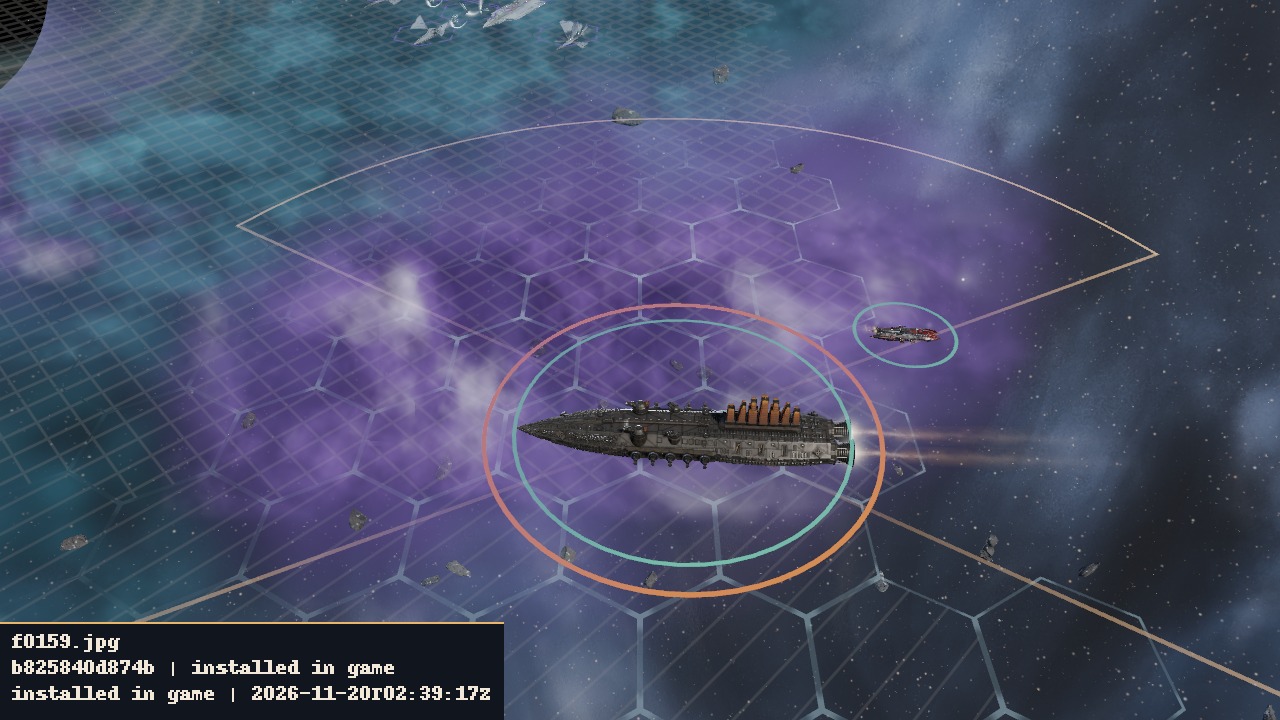 f0159.jpg
b825840d874b | installed in game
installed in game | 2026-11-20T02:39:17Z